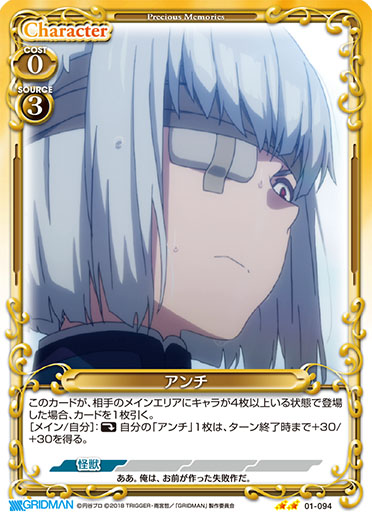 Precious Memories
Character
COST
0
SOURCE
3
アンチ
このカードが、相手のメインエリアにキャラが4枚以上いる状態で登場
した場合、カードを1枚引く。
[メイン/自分]: 自分の「アンチ」1枚は、ターン終了時まで+30/
+30を得る。
怪獣
ああ。俺は、お前が作った失敗作だ。
GRIDMAN
©円谷プロ ©2018 TRIGGER・雨宮哲/「GRIDMAN」製作委員会
01-094